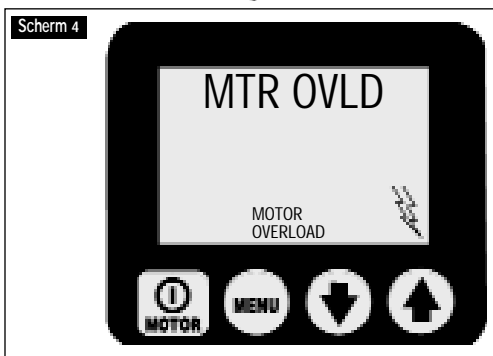 Scherm 4
MTR OVLD
MOTOR
OVERLOAD
MOTOR
MENU